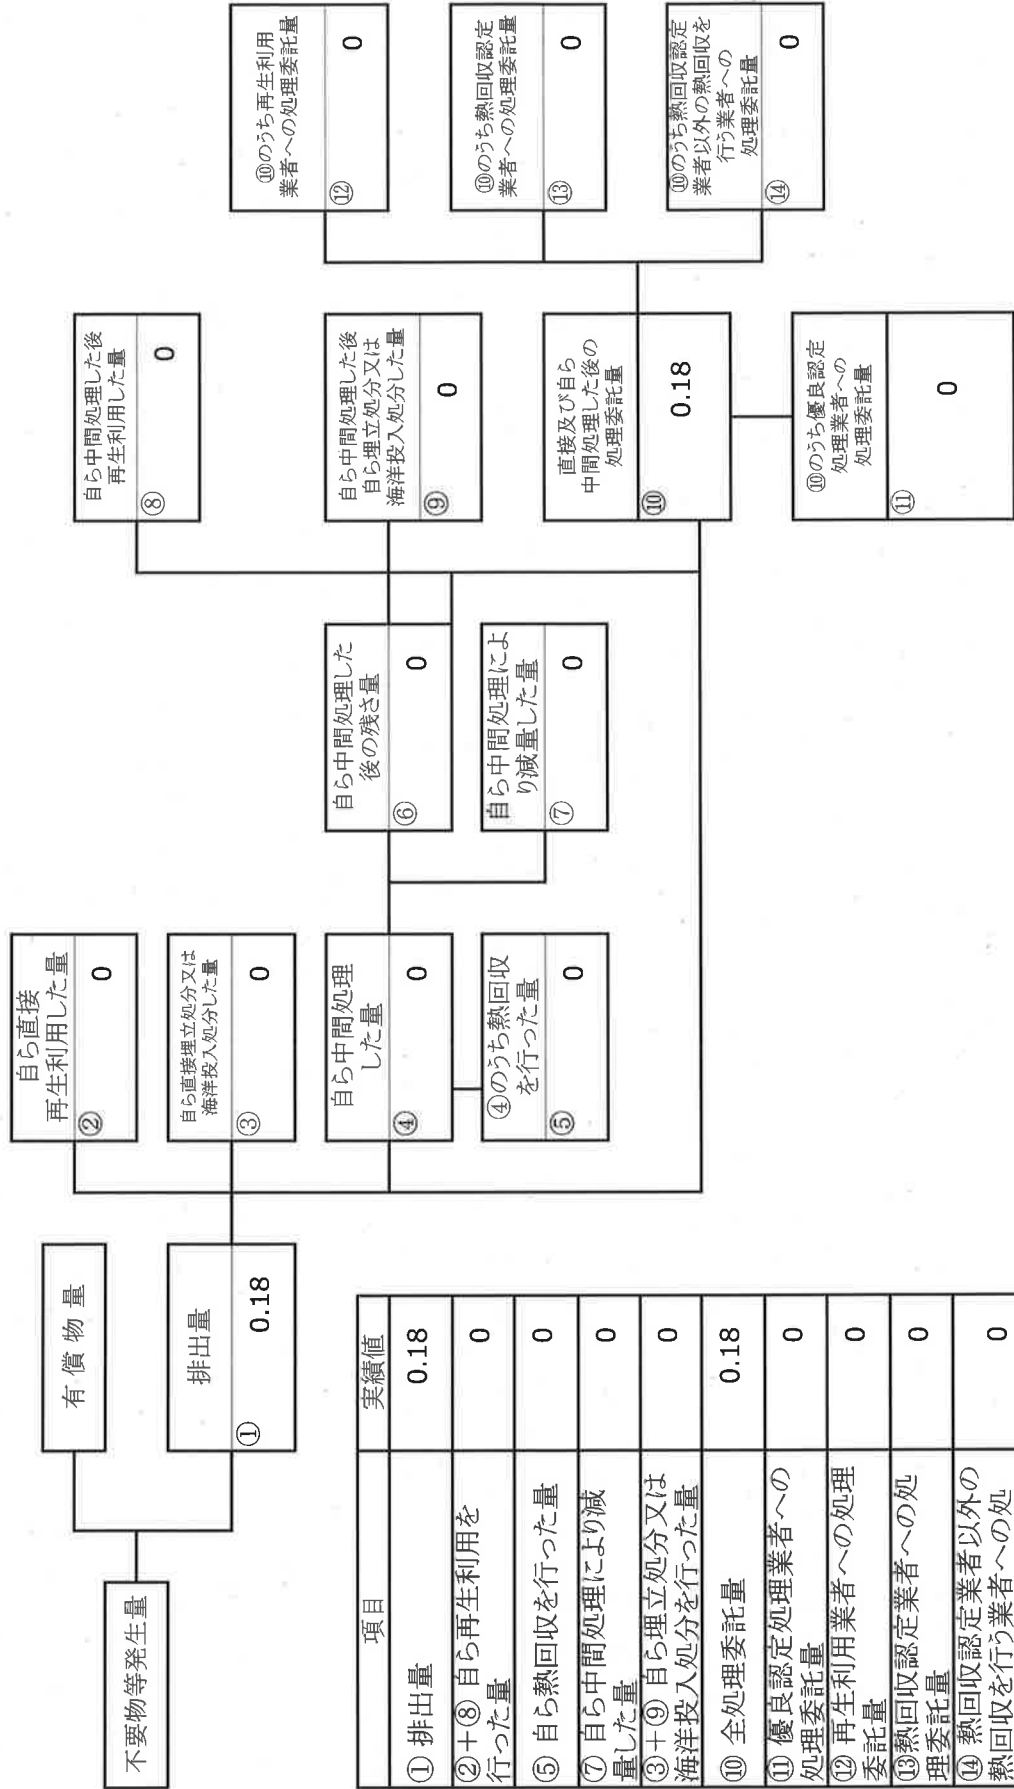 不要物等発生量
有償物量
排出量
① 0.18
自ら直接
再生利用した量
② 0
自ら直接埋立処分又は
海洋投入処分した量
③ 0
自ら中間処理
した量
④ 0
④のうち熱回収
を行った量
⑤ 0
自ら中間処理した
後の残さ量
⑥ 0
自ら中間処理によ
り減量した量
⑦ 0
自ら中間処理した後
再生利用した量
⑧ 0
自ら中間処理した後
自ら埋立処分又は
海洋投入処分した量
⑨ 0
直接及び自ら
中間処理した後の
処理委託量
⑩ 0.18
⑩のうち優良認定
処理業者への
処理委託量
⑪ 0
⑩のうち再生利用
業者への処理委託量
⑫ 0
⑩のうち熱回収認定
業者への処理委託量
⑬ 0
⑩のうち熱回収認定
業者以外の熱回収を
行う業者への
処理委託量
⑭ 0
項目 実績値
① 排出量 0.18
②+⑧ 自ら再生利用を
行った量 0
⑤ 自ら熱回収を行った量 0
⑦ 自ら中間処理により減
量した量 0
③+⑨ 自ら埋立処分又は
海洋投入処分を行った量 0
⑩ 全処理委託量 0.18
⑪ 優良認定処理業者への
処理委託量 0
⑫ 再生利用業者への処理
委託量 0
⑬熱回収認定業者への処
理委託量 0
⑭ 熱回収認定業者以外の
熱回収を行う業者への処 0